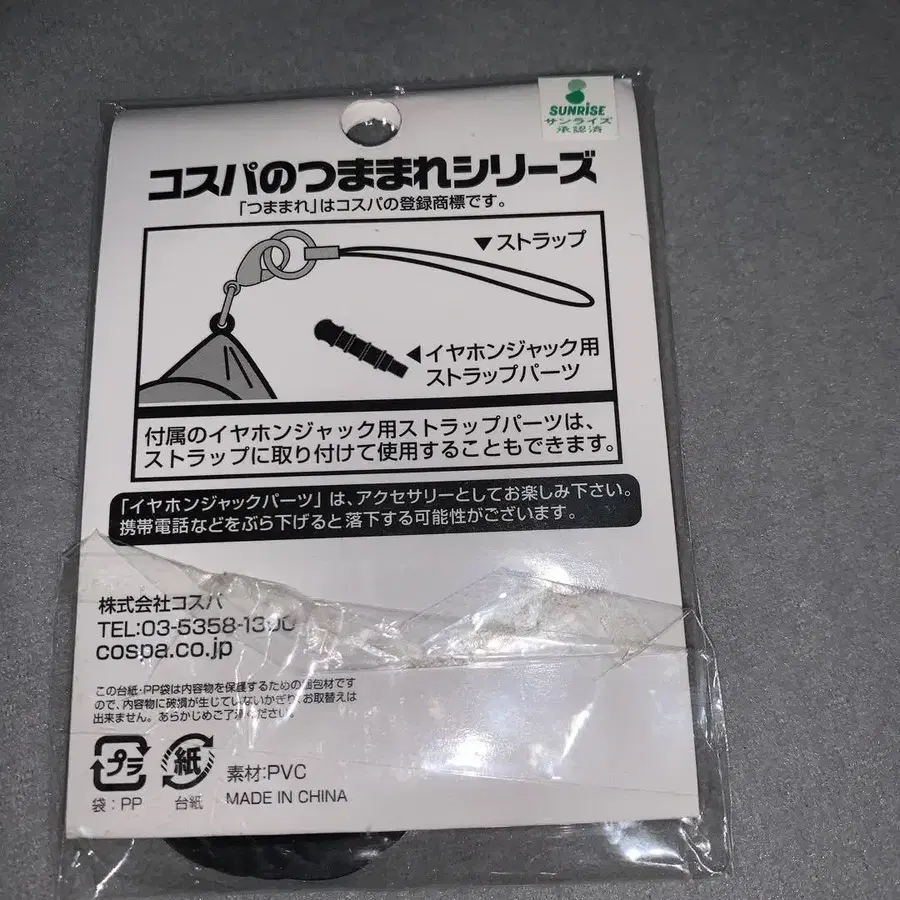 SUNRISE
サンライズ
承認済
コスパのつままれシリーズ
「つままれ」はコスパの登録商標です。
▼ストラップ
◀イヤホンジャック用
ストラップパーツ
付属のイヤホンジャック用ストラップパーツは、
ストラップに取り付けて使用することもできます。
「イヤホンジャックパーツ」は、アクセサリーとしてお楽しみ下さい。
携帯電話などをぶら下げると落下する可能性がございます。
株式会社コスパ
TEL:03-5358-1300
cospa.co.jp
この台紙・PP袋は内容物を保護するための梱包材です
ので、内容物に破損が生じていないかぎり、お取替えは
出来ません。あらかじめご了承ください。
プラ
紙
袋：PP
台紙
素材:PVC
MADE IN CHINA